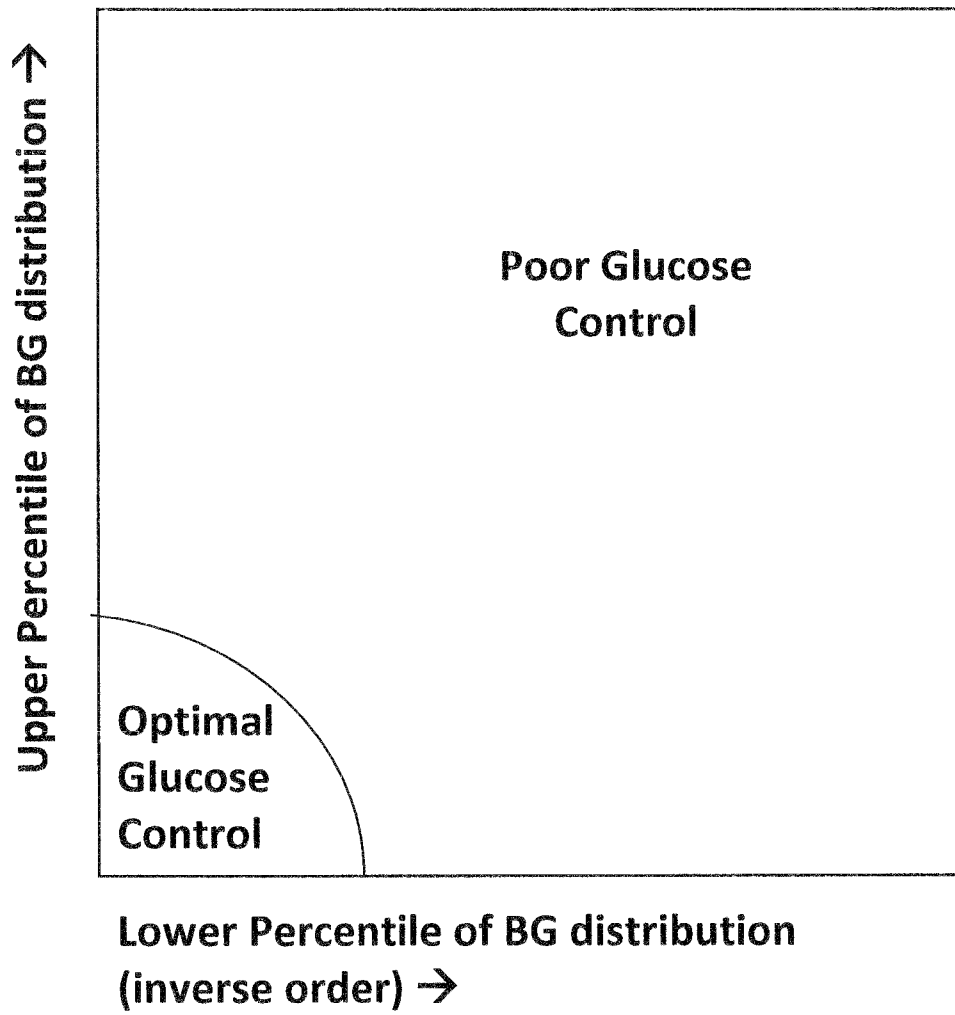 Upper Percentile of BG distribution →
Poor Glucose
Control
Optimal
Glucose
Control
Lower Percentile of BG distribution
(inverse order) →